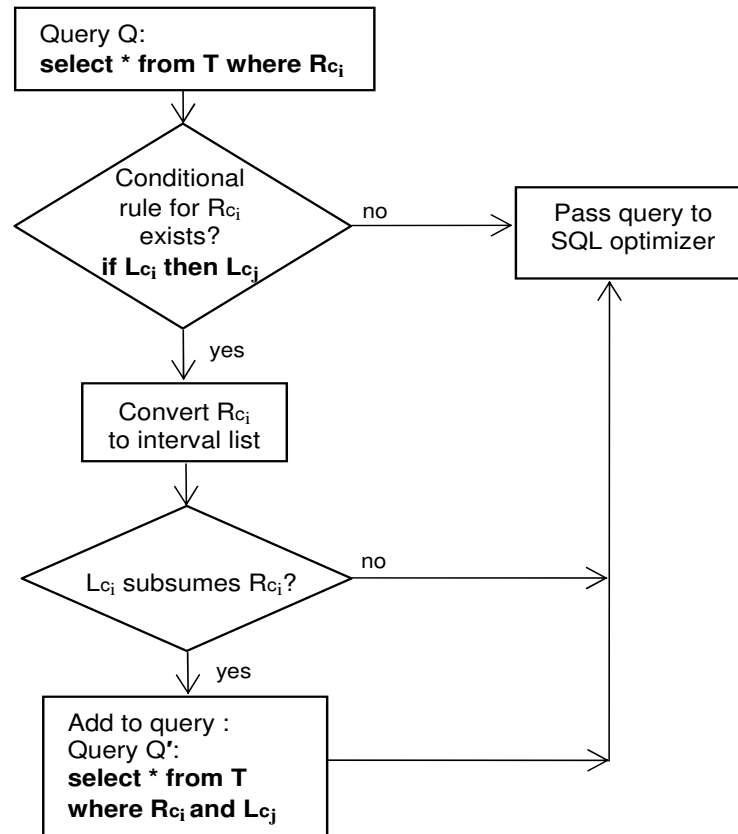 Query Q:
select * from T where Rci
Conditional
rule for Rci
exists?
if Lci then Lcj
no
Pass query to
SQL optimizer
yes
Convert Rci
to interval list
Lci subsumes Rci?
no
yes
Add to query :
Query Q':
select * from T
where Rci and Lcj